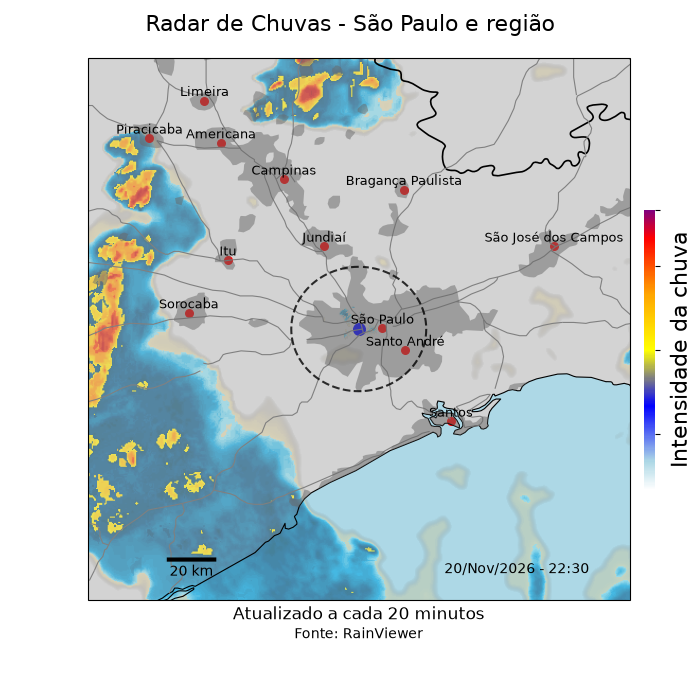 Radar de Chuvas - São Paulo e região
Limeira
Piracicaba
Americana
Campinas
Bragança Paulista
Jundiaí
São José dos Campos
Itu
Sorocaba
São Paulo
Santo André
Santos
Intensidade da chuva
20 km
20/Nov/2026 - 22:30
Atualizado a cada 20 minutos
Fonte: RainViewer